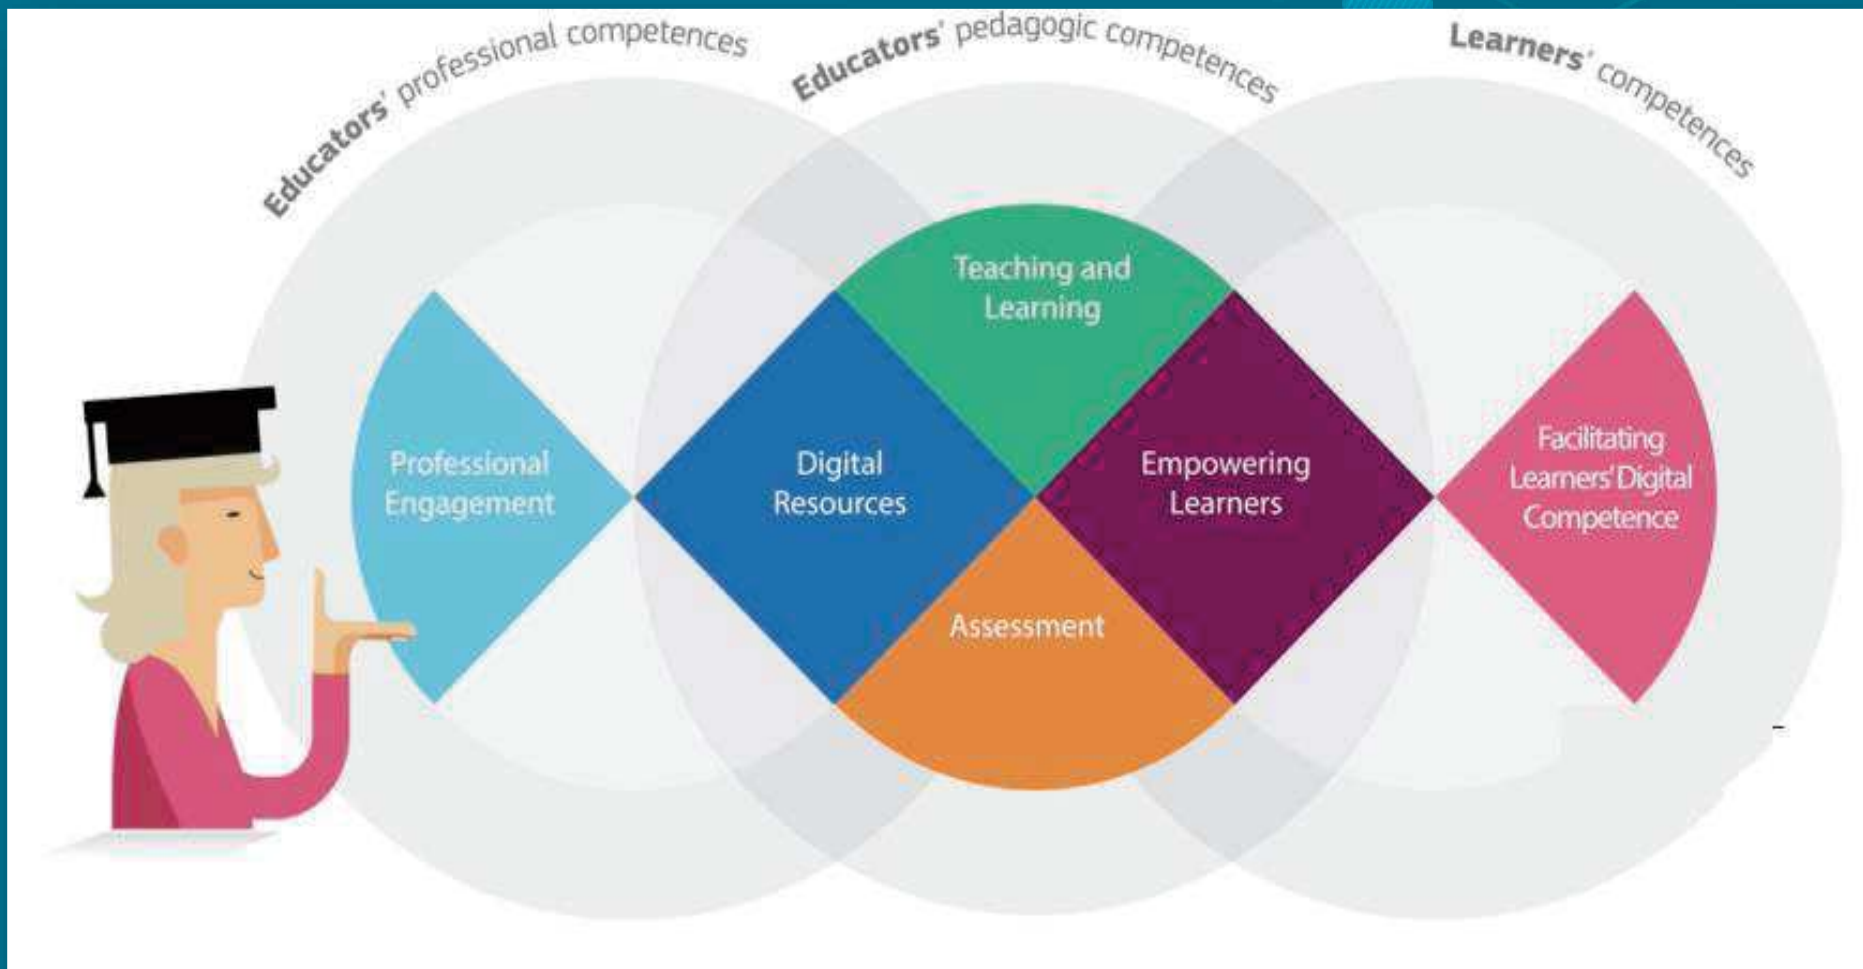 Educators' professional competences
Educators' pedagogic competences
Learners' competences
Teaching and
Learning
Professional
Engagement
Digital
Resources
Empowering
Learners
Facilitating
Learners' Digital
Competence
Assessment